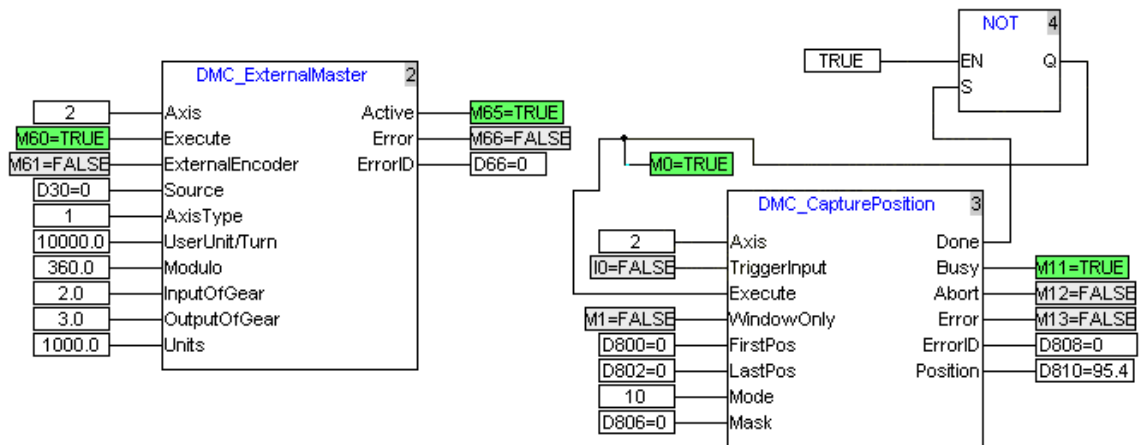 DMC_ExternalMaster 2
2 Axis Active M65=TRUE
M60=TRUE Execute Error M66=FALSE
M61=FALSE ExternalEncoder ErrorID D66=0
D30=0 Source
1 AxisType
10000.0 UserUnit/Turn
360.0 Modulo
2.0 InputOfGear
3.0 OutputOfGear
1000.0 Units
NOT 4
TRUE EN Q
S
M0=TRUE
DMC_CapturePosition 3
2 Axis Done
I0=FALSE TriggerInput Busy M11=TRUE
Execute Abort M12=FALSE
M1=FALSE WindowOnly Error M13=FALSE
D800=0 FirstPos ErrorID D808=0
D802=0 LastPos Position D810=95.4
10 Mode
D806=0 Mask